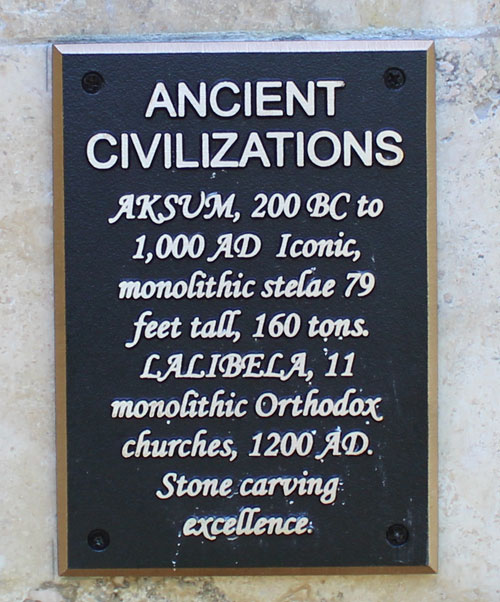 ANCIENT
CIVILIZATIONS
AKSUM, 200 BC to
1,000 AD Iconic,
monolithic stelae 79
feet tall, 160 tons.
LALIBELA, 11
monolithic Orthodox
churches, 1200 AD.
Stone carving
excellence.